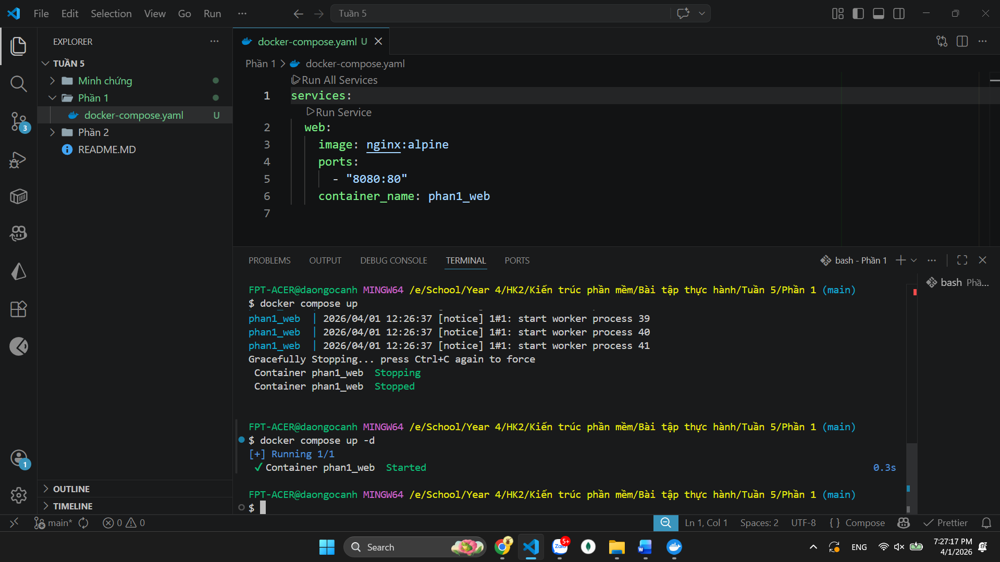 File Edit Selection View Go Run ···
Tuần 5
EXPLORER
TUẦN 5
Minh chứng
Phần 1
docker-compose.yaml U
Phần 2
README.MD
OUTLINE
TIMELINE
3
1
docker-compose.yaml U
Phần 1 > docker-compose.yaml
Run All Services
1 services:
Run Service
2 web:
3 image: nginx:alpine
4 ports:
5 - "8080:80"
6 container_name: phan1_web
7
PROBLEMS OUTPUT DEBUG CONSOLE TERMINAL PORTS
bash - Phần 1
bash Phầ...
FPT-ACER@daongocanh MINGW64 /e/School/Year 4/HK2/Kiến trúc phần mềm/Bài tập thực hành/Tuần 5/Phần 1 (main)
$ docker compose up
phan1_web | 2026/04/01 12:26:37 [notice] 1#1: start worker process 39
phan1_web | 2026/04/01 12:26:37 [notice] 1#1: start worker process 40
phan1_web | 2026/04/01 12:26:37 [notice] 1#1: start worker process 41
Gracefully Stopping... press Ctrl+C again to force
Container phan1_web Stopping
Container phan1_web Stopped
FPT-ACER@daongocanh MINGW64 /e/School/Year 4/HK2/Kiến trúc phần mềm/Bài tập thực hành/Tuần 5/Phần 1 (main)
$ docker compose up -d
[+] Running 1/1
✓ Container phan1_web Started 0.3s
FPT-ACER@daongocanh MINGW64 /e/School/Year 4/HK2/Kiến trúc phần mềm/Bài tập thực hành/Tuần 5/Phần 1 (main)
$
main* 0 0
Ln 1, Col 1 Spaces: 2 UTF-8 { } Compose Prettier
Search
Zalo
5+
W
ENG
7:27:17 PM
4/1/2026